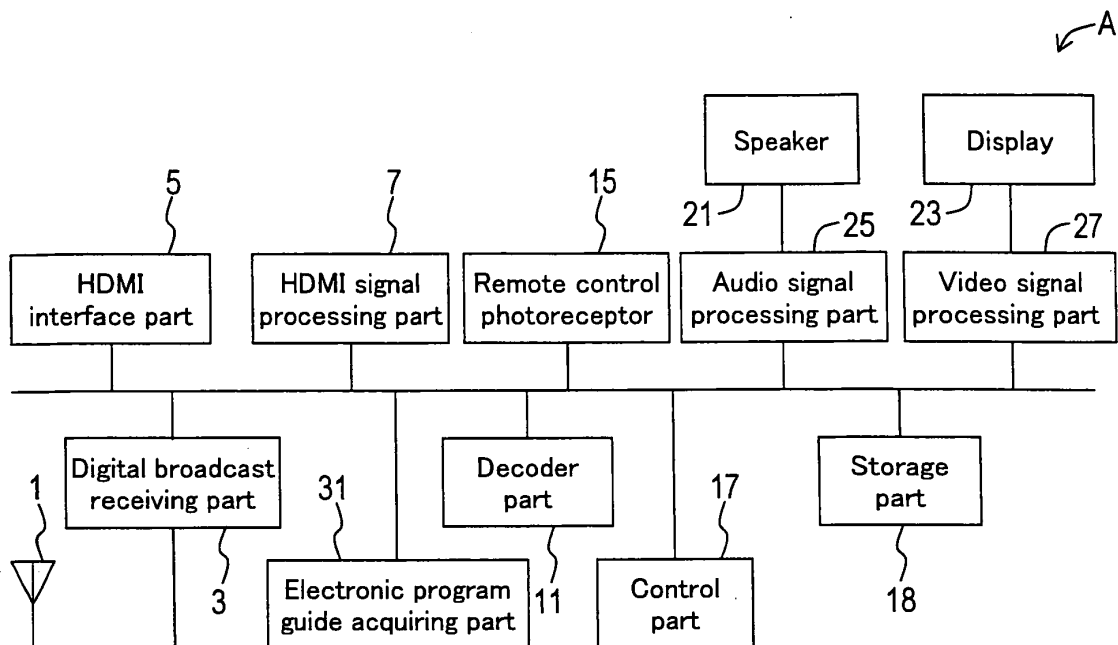 A
Speaker
Display
5
7
15
21
25
23
27
HDMI
interface part
HDMI signal
processing part
Remote control
photoreceptor
Audio signal
processing part
Video signal
processing part
Digital broadcast
receiving part
Decoder
part
Storage
part
1
31
17
3
Electronic program
guide acquiring part
11
Control
part
18